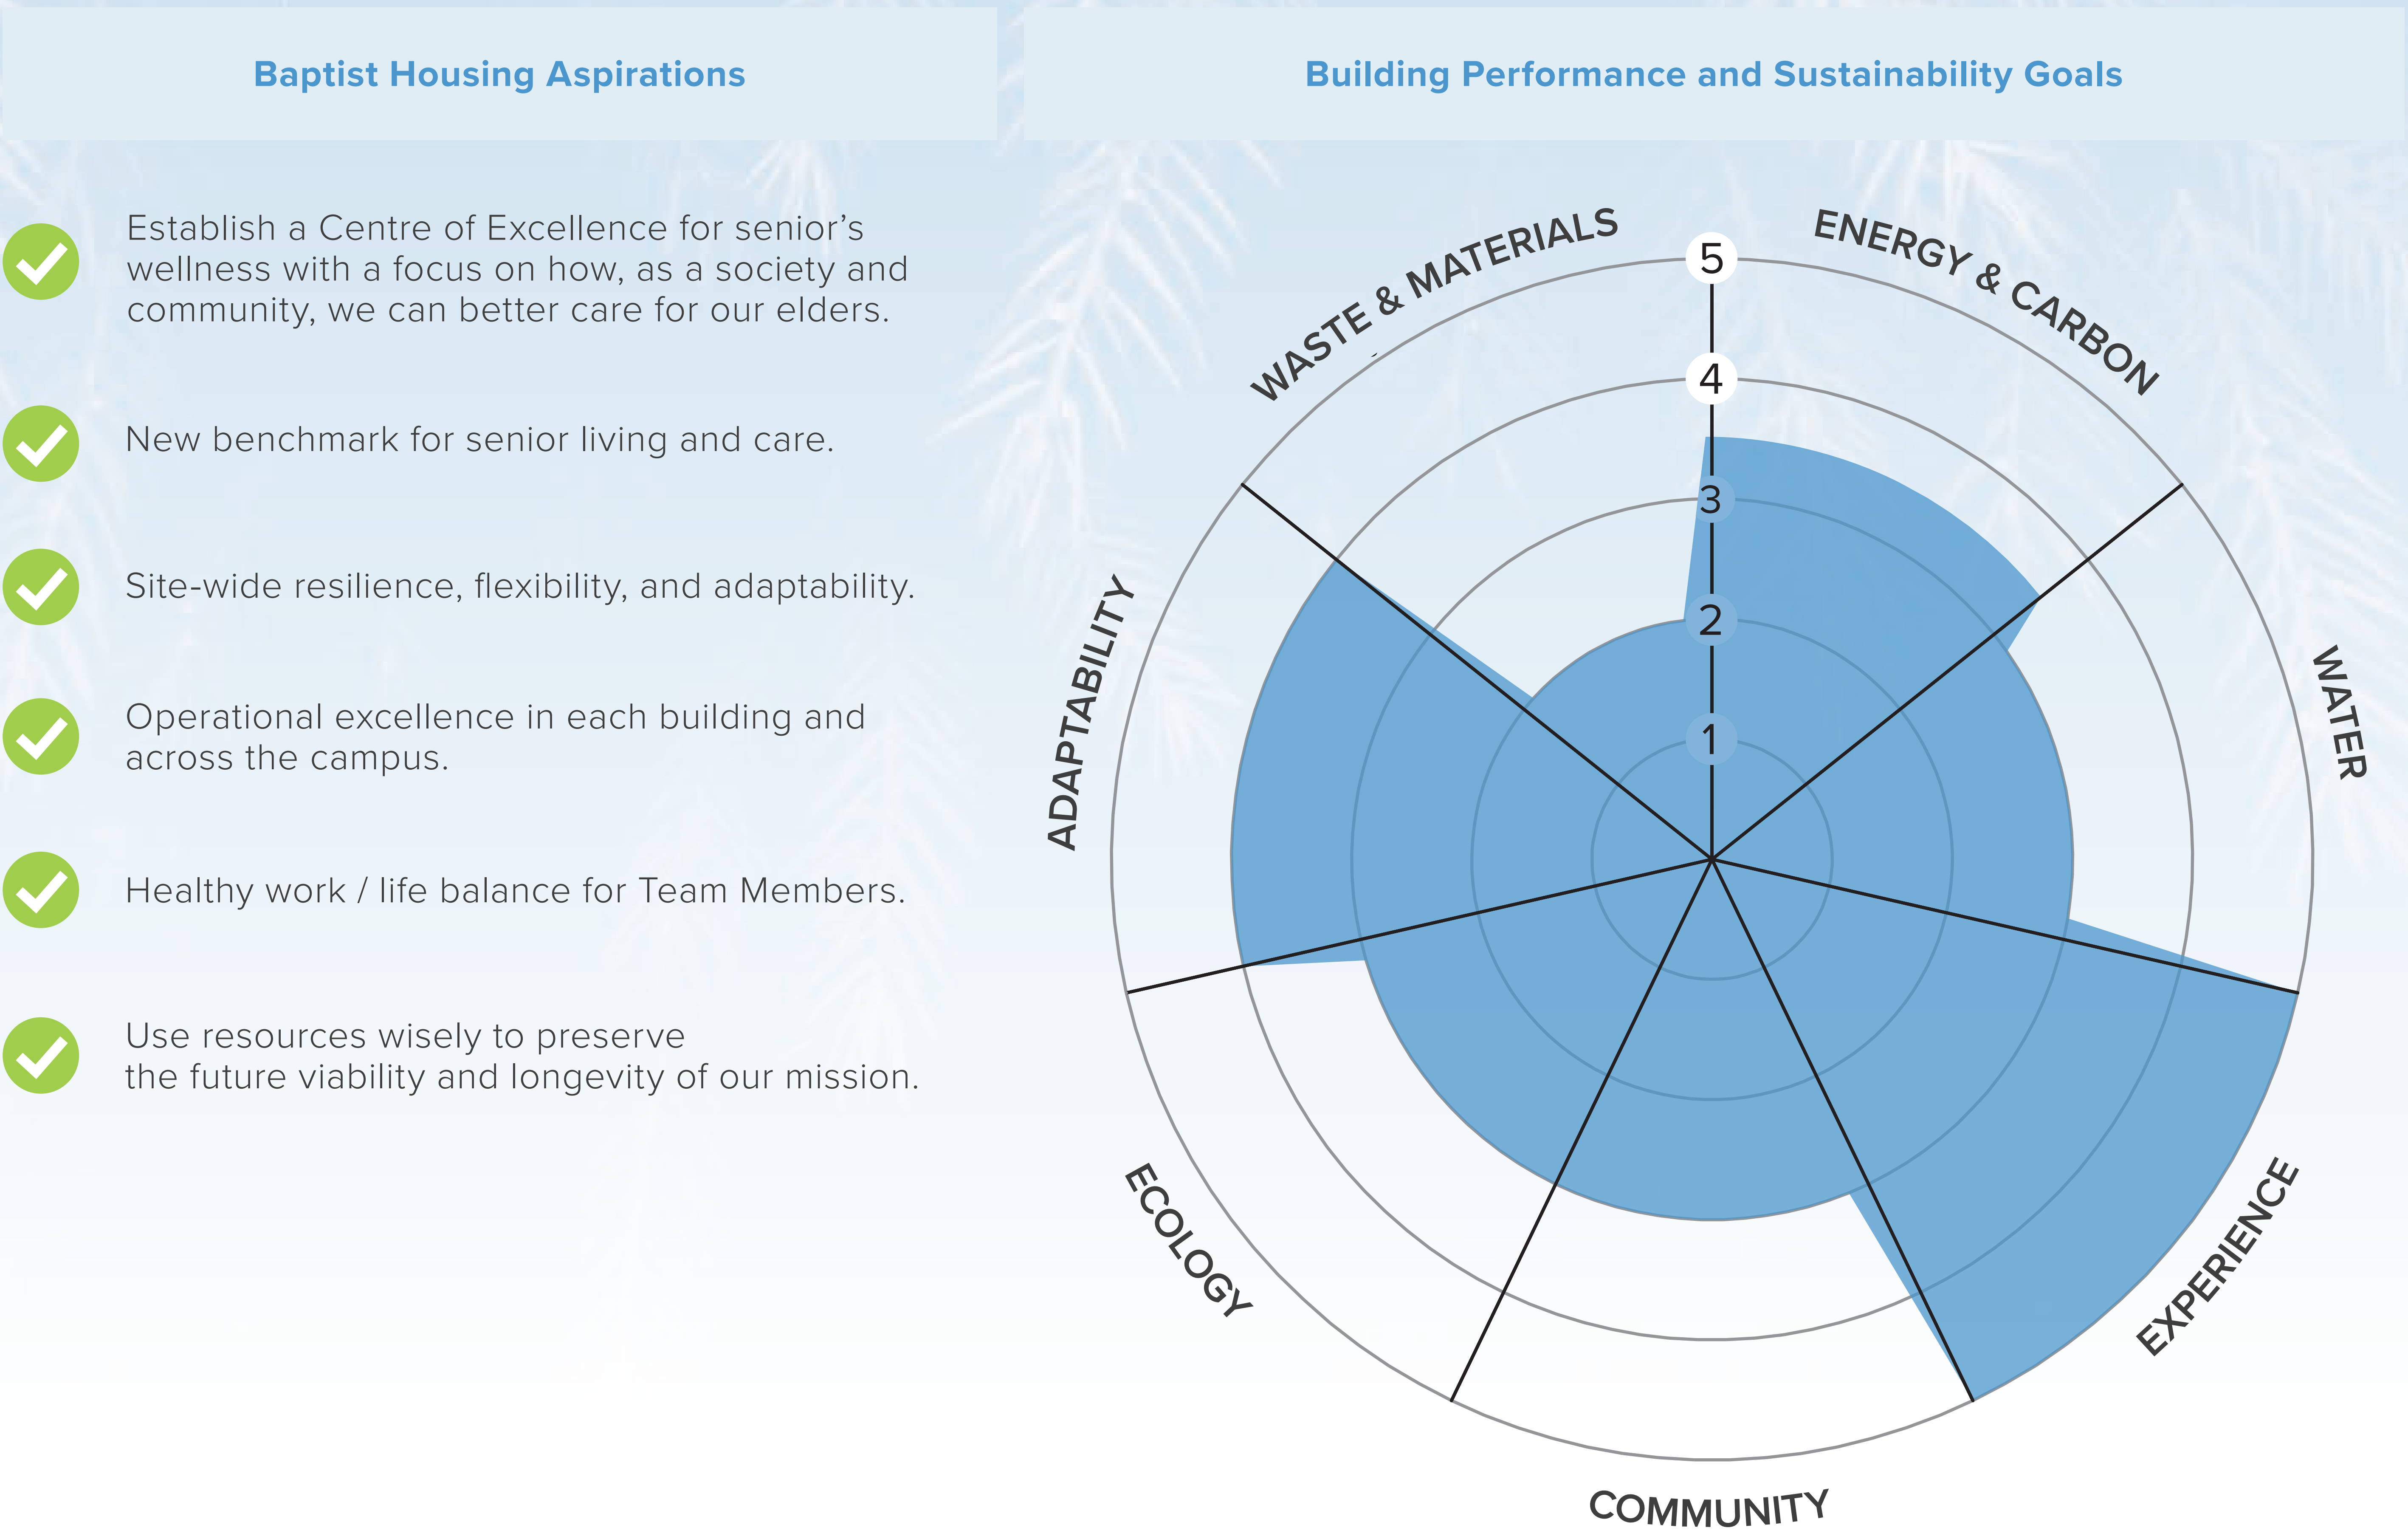 Baptist Housing Aspirations
Establish a Centre of Excellence for senior’s
wellness with a focus on how, as a society and
community, we can better care for our elders.
New benchmark for senior living and care.
Site-wide resilience, flexibility, and adaptability.
Operational excellence in each building and
across the campus.
Healthy work / life balance for Team Members.
Use resources wisely to preserve
the future viability and longevity of our mission.
Building Performance and Sustainability Goals
WASTE & MATERIALS
ENERGY & CARBON
WATER
EXPERIENCE
COMMUNITY
ECOLOGY
ADAPTABILITY
5
4
3
2
1